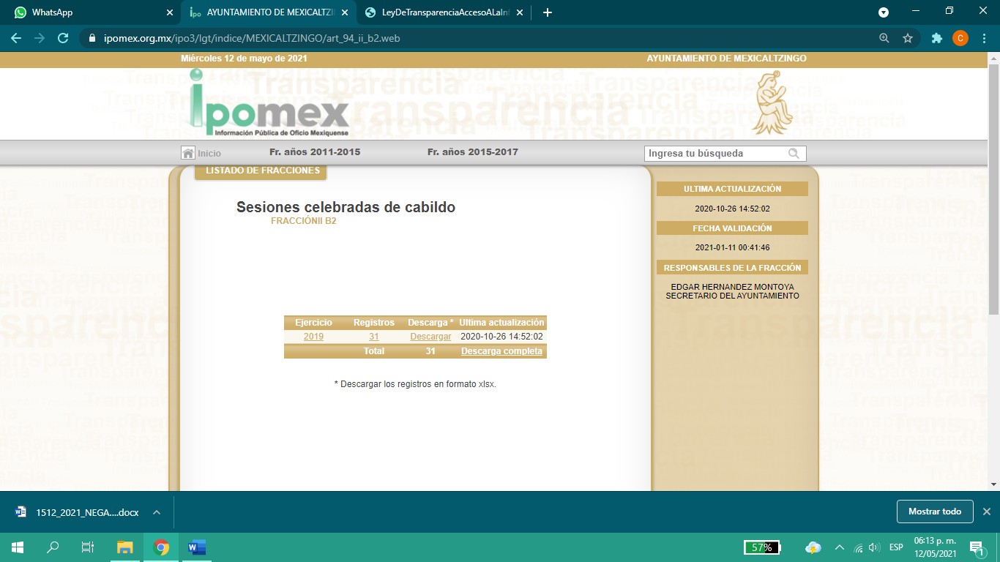 WhatsApp
AYUNTAMIENTO DE MEXICALTZI
LeyDeTransparenciaAccesoALaInf
ipomex.org.mx/ipo3/lgt/indice/MEXICALTZINGO/art_94_ii_b2.web
C
Miércoles 12 de mayo de 2021
AYUNTAMIENTO DE MEXICALTZINGO
Transparencia
ipomex
Información Pública de Oficio Mexiquense
Inicio
Fr. años 2011-2015
Fr. años 2015-2017
Ingresa tu búsqueda
LISTADO DE FRACCIONES
Sesiones celebradas de cabildo
FRACCIÓNII B2
ULTIMA ACTUALIZACIÓN
2020-10-26 14:52:02
FECHA VALIDACIÓN
2021-01-11 00:41:46
RESPONSABLES DE LA FRACCIÓN
EDGAR HERNANDEZ MONTOYA
SECRETARIO DEL AYUNTAMIENTO
Ejercicio Registros Descarga * Ultima actualización
2019 31 Descargar 2020-10-26 14:52:02
Total 31 Descarga completa
* Descargar los registros en formato xlsx.
1512_2021_NEGA....docx
Mostrar todo
57%
ESP
06:13 p. m.
12/05/2021
1